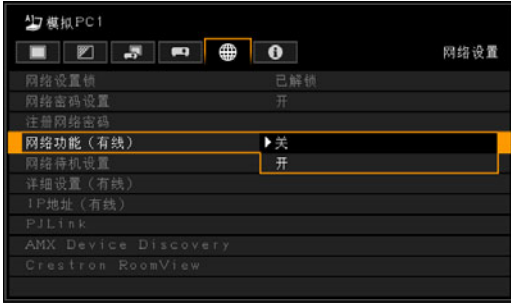 模拟PC1
网络设置
网络设置锁 已解锁
网络密码设置 开
注册网络密码
网络功能（有线） 关
网络待机设置 开
详细设置（有线）
IP地址（有线）
PJLink
AMX Device Discovery
Crestron RoomView